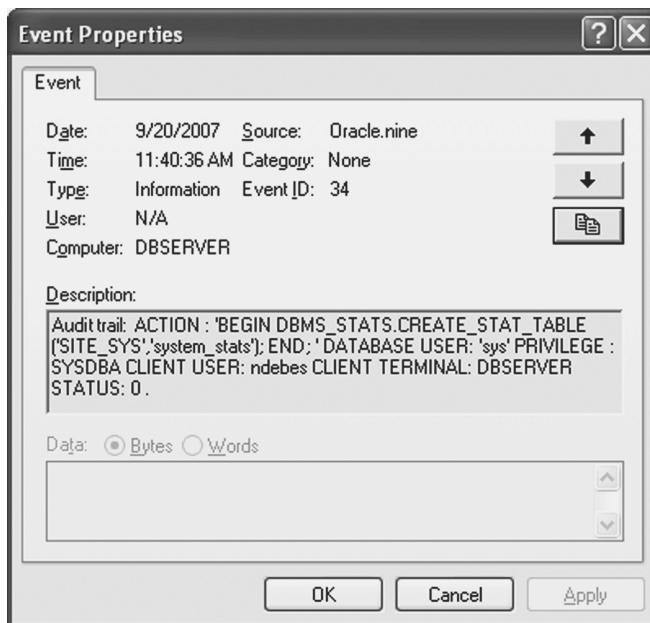 Event Properties
Event
Date: 9/20/2007 Source: Oracle.nine
Time: 11:40:36 AM Category: None
Type: Information Event ID: 34
User: N/A
Computer: DBSERVER
Description:
Audit trail: ACTION : 'BEGIN DBMS_STATS.CREATE_STAT_TABLE
('SITE_SYS','system_stats'); END; ' DATABASE USER: 'sys' PRIVILEGE :
SYSDBA CLIENT USER: ndebes CLIENT TERMINAL: DBSERVER
STATUS: 0 .
Data: Bytes Words
OK Cancel Apply